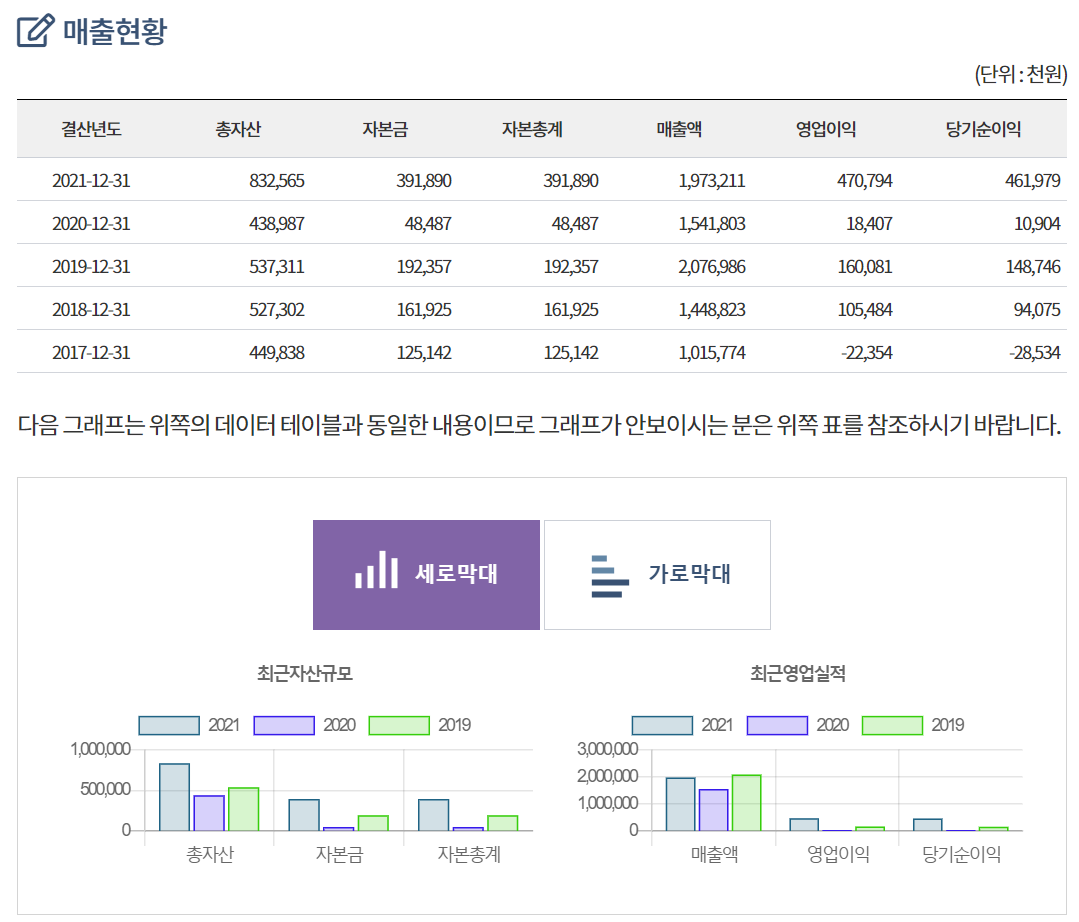 매출현황
(단위 : 천원)
결산년도 총자산 자본금 자본총계 매출액 영업이익 당기순이익
2021-12-31 832,565 391,890 391,890 1,973,211 470,794 461,979
2020-12-31 438,987 48,487 48,487 1,541,803 18,407 10,904
2019-12-31 537,311 192,357 192,357 2,076,986 160,081 148,746
2018-12-31 527,302 161,925 161,925 1,448,823 105,484 94,075
2017-12-31 449,838 125,142 125,142 1,015,774 -22,354 -28,534
다음 그래프는 위쪽의 데이터 테이블과 동일한 내용이므로 그래프가 안보이시는 분은 위쪽 표를 참조하시기 바랍니다.
세로막대 가로막대
최근자산규모
2021 2020 2019
1,000,000
500,000
0
총자산 자본금 자본총계
최근영업실적
2021 2020 2019
3,000,000
2,000,000
1,000,000
0
매출액 영업이익 당기순이익